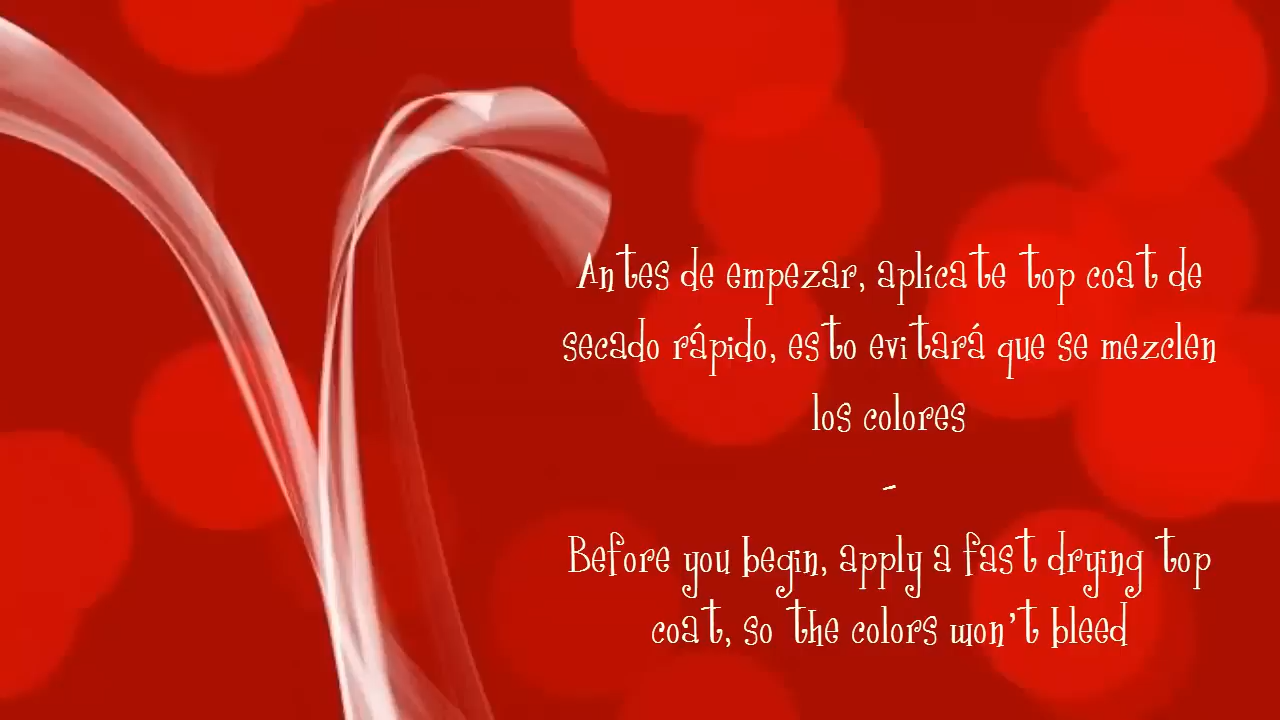 Antes de empezar, aplícate top coat de
secado rápido, esto evitará que se mezclen
los colores
-
Before you begin, apply a fast drying top
coat, so the colors won't bleed